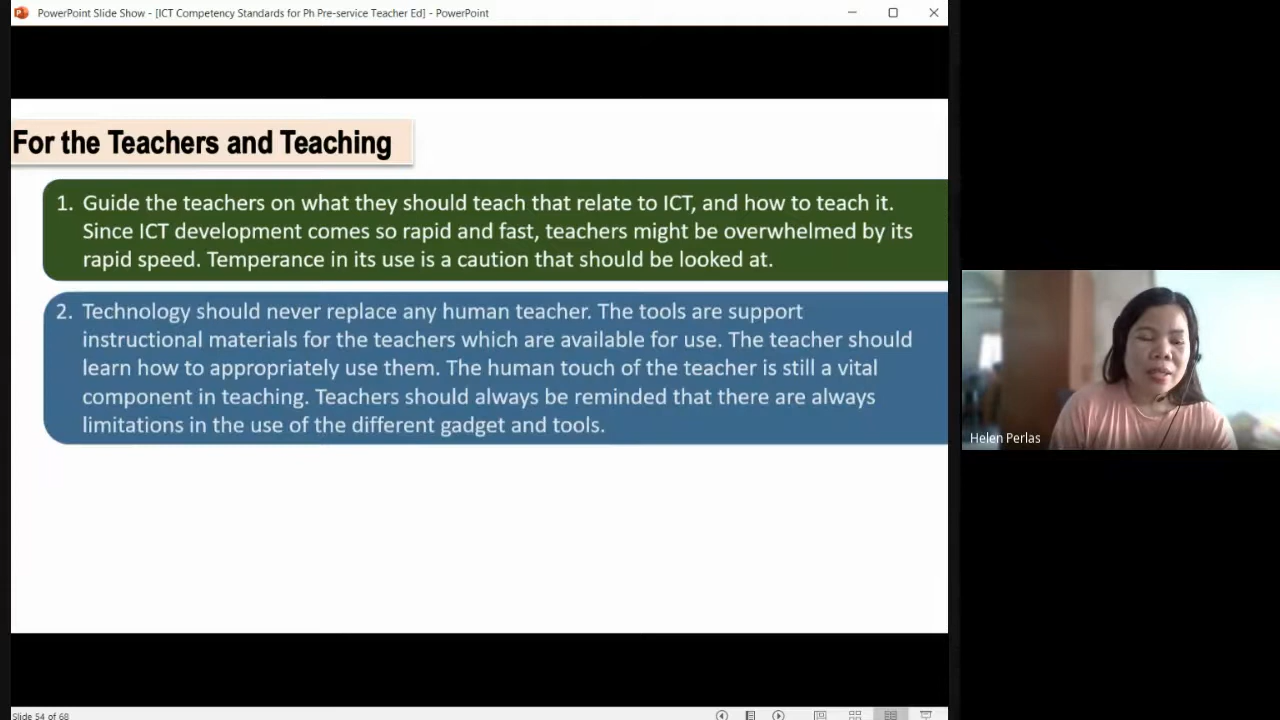 PowerPoint Slide Show - [ICT Competency Standards for Ph Pre-service Teacher Ed] - PowerPoint
For the Teachers and Teaching
1. Guide the teachers on what they should teach that relate to ICT, and how to teach it.
Since ICT development comes so rapid and fast, teachers might be overwhelmed by its
rapid speed. Temperance in its use is a caution that should be looked at.
2. Technology should never replace any human teacher. The tools are support
instructional materials for the teachers which are available for use. The teacher should
learn how to appropriately use them. The human touch of the teacher is still a vital
component in teaching. Teachers should always be reminded that there are always
limitations in the use of the different gadget and tools.
Helen Perlas
Slide 54 of 68